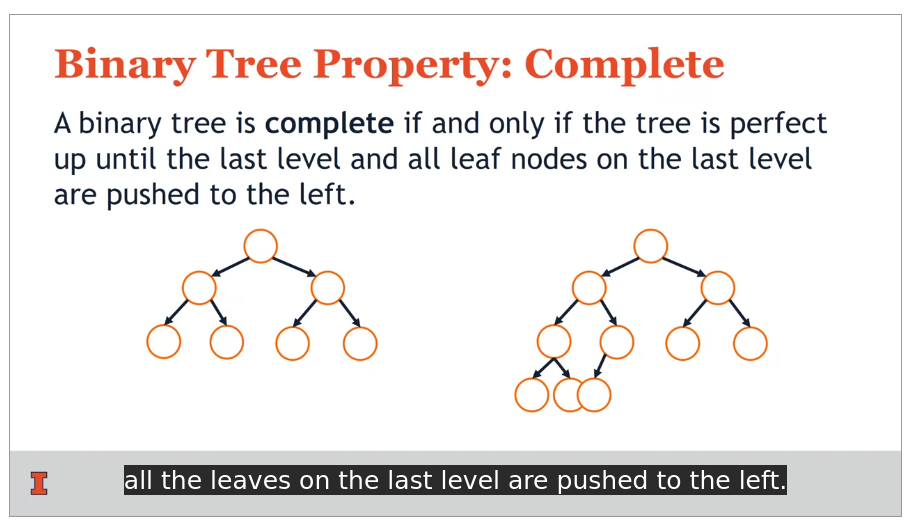 Binary Tree Property: Complete
A binary tree is complete if and only if the tree is perfect
up until the last level and all leaf nodes on the last level
are pushed to the left.
I
all the leaves on the last level are pushed to the left.